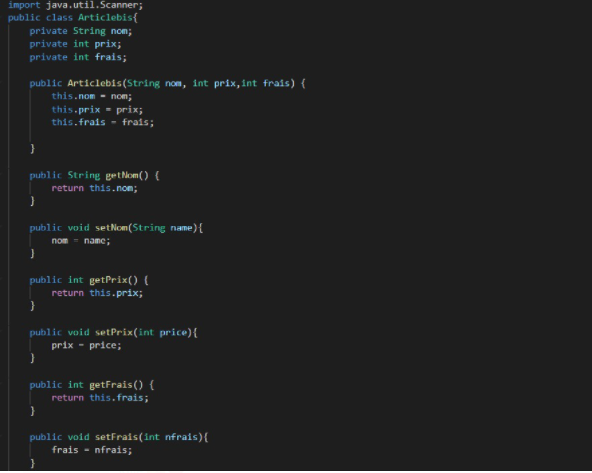 import java.util.Scanner;
public class Articlebis{
private String nom;
private int prix;
private int frais;
public Articlebis(String nom, int prix,int frais) {
this.nom = nom;
this.prix = prix;
this.frais = frais;
}
public String getNom() {
return this.nom;
}
public void setNom(String name){
nom = name;
}
public int getPrix() {
return this.prix;
}
public void setPrix(int price){
prix = price;
}
public int getFrais() {
return this.frais;
}
public void setFrais(int nfrais){
frais = nfrais;
}